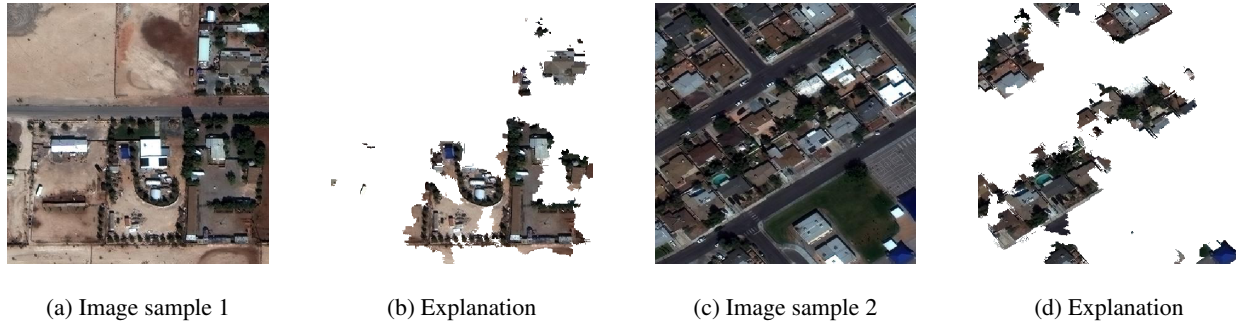 (a) Image sample 1
(b) Explanation
(c) Image sample 2
(d) Explanation